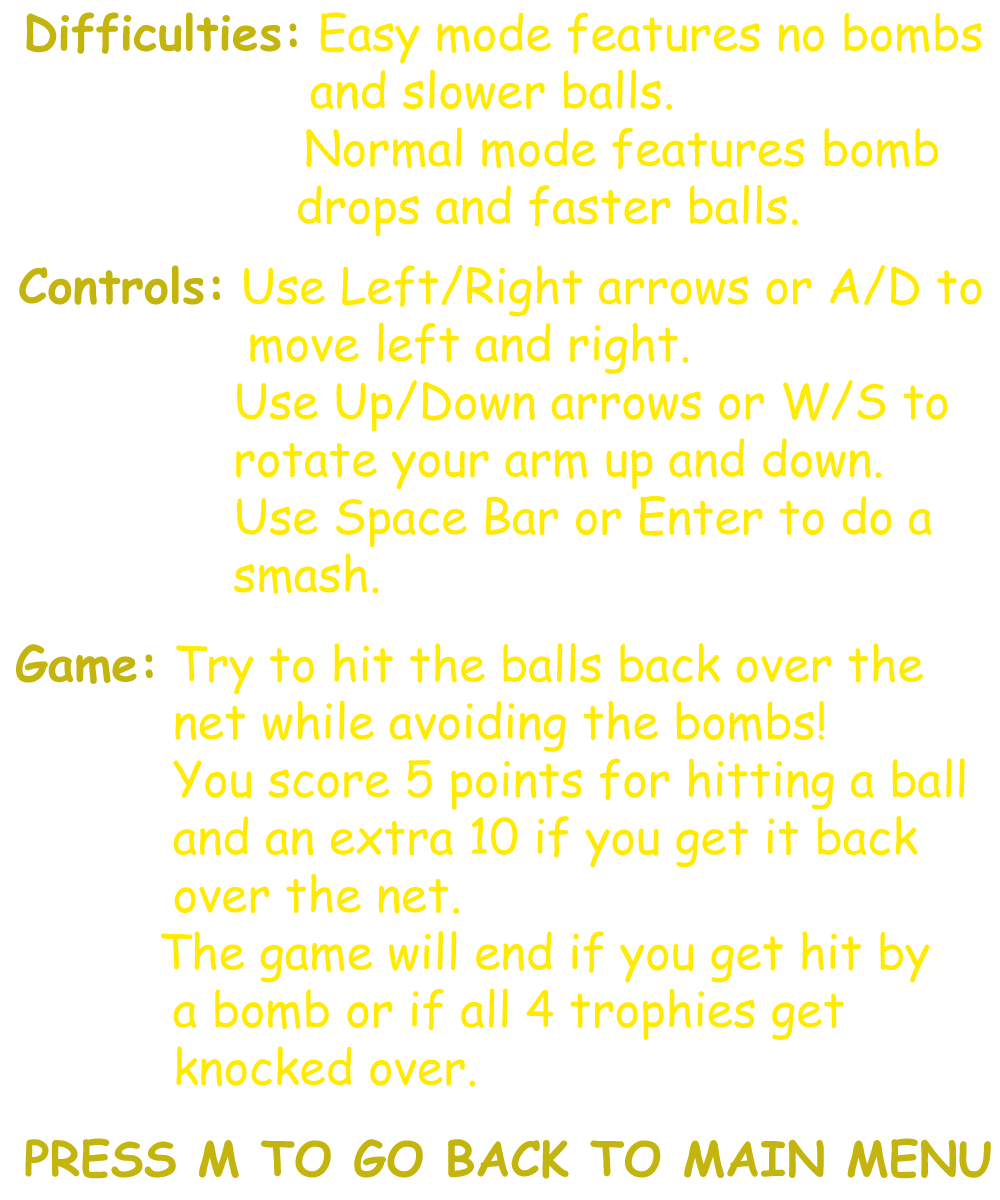 Difficulties: Easy mode features no bombs
and slower balls.
Normal mode features bomb
drops and faster balls.
Controls: Use Left/Right arrows or A/D to
move left and right.
Use Up/Down arrows or W/S to
rotate your arm up and down.
Use Space Bar or Enter to do a
smash.
Game: Try to hit the balls back over the
net while avoiding the bombs!
You score 5 points for hitting a ball
and an extra 10 if you get it back
over the net.
The game will end if you get hit by
a bomb or if all 4 trophies get
knocked over.
PRESS M TO GO BACK TO MAIN MENU